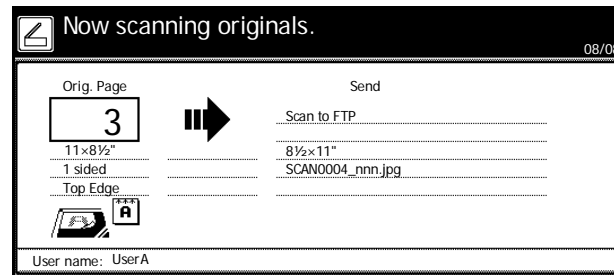 Now scanning originals.
08/08
Orig. Page
Send
3
Scan to FTP
11×8½"
8½×11"
1 sided
SCAN0004_nnn.jpg
Top Edge
A
User name: UserA